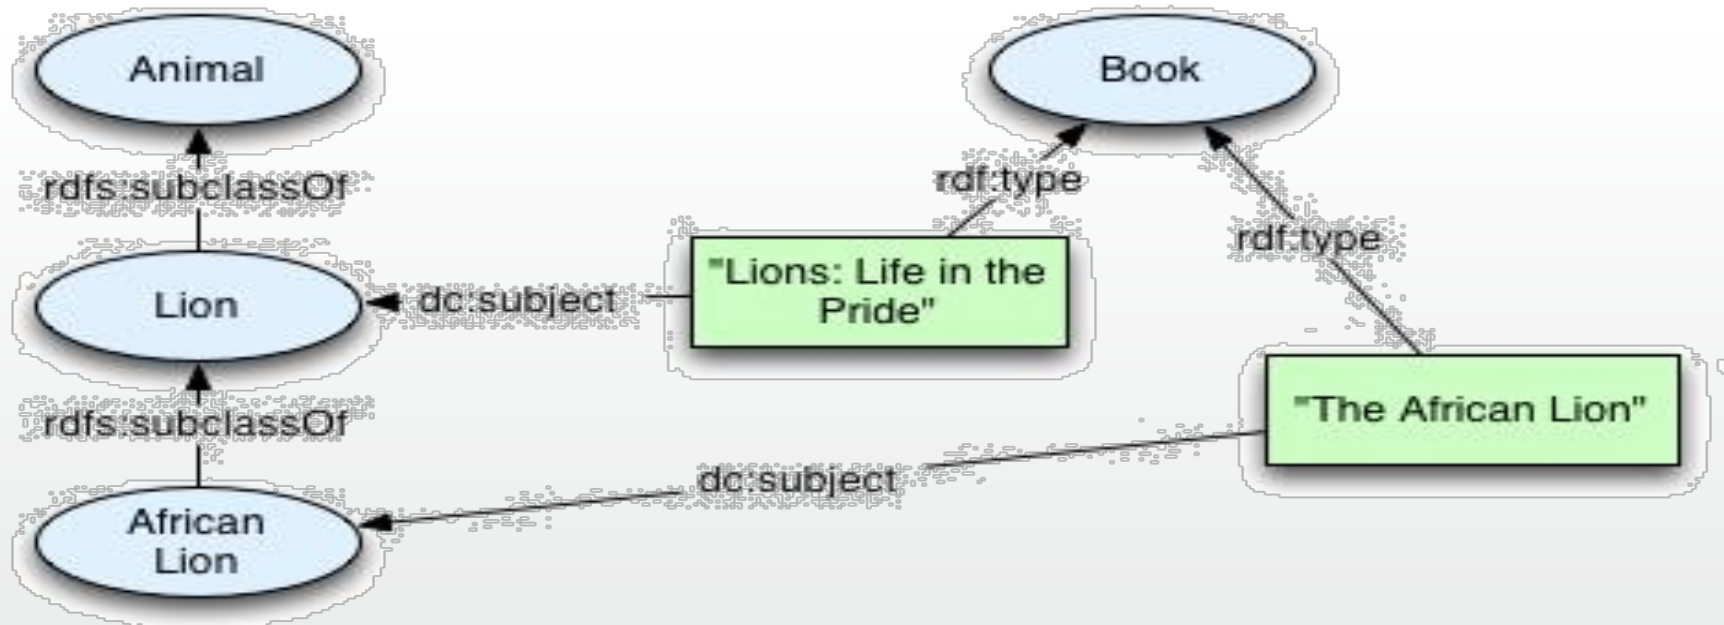 Animal
Book
rdfs:subclassOf
rdf:type
rdf:type
"Lions: Life in the
Pride"
Lion
dc:subject
"The African Lion"
rdfs:subclassOf
dc:subject
African
Lion